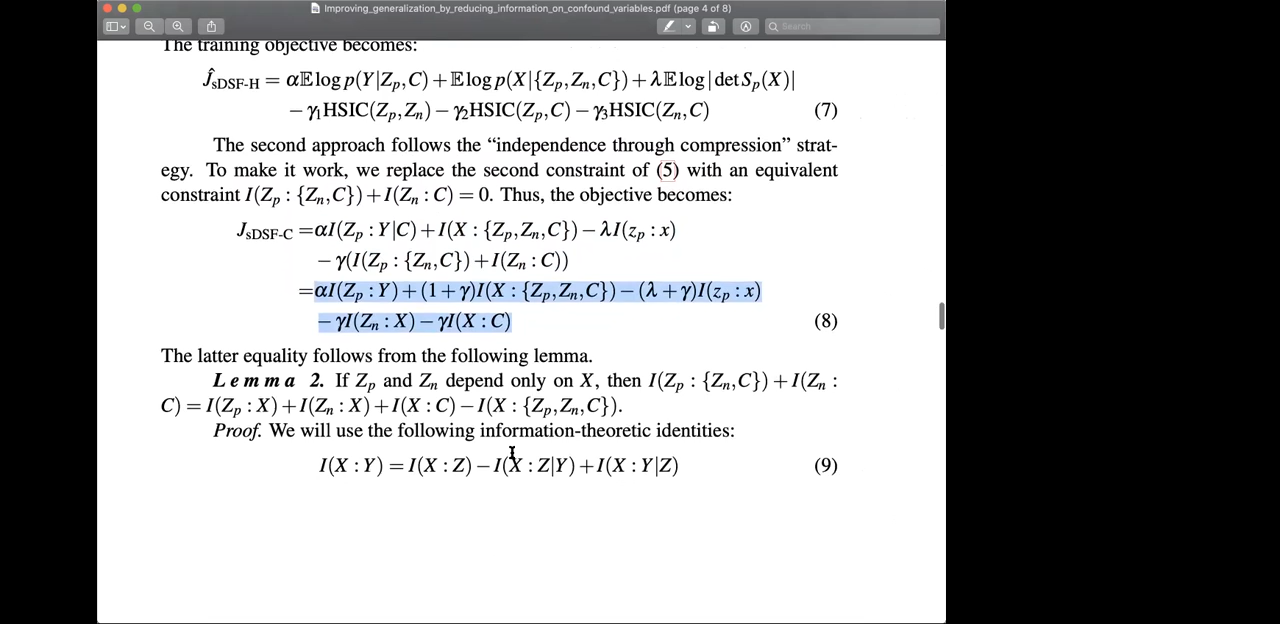 Improving_generalization_by_reducing_information_on_confound_variables.pdf (page 4 of 8)
Search
The training objective becomes:
Ĵ_sDSF-H = α𝔼 log p(Y|Z_p,C) + 𝔼 log p(X|{Z_p,Z_n,C}) + λ𝔼 log |det S_p(X)|
− γ₁HSIC(Z_p,Z_n) − γ₂HSIC(Z_p,C) − γ₃HSIC(Z_n,C) (7)
The second approach follows the “independence through compression” strat-
egy. To make it work, we replace the second constraint of (5) with an equivalent
constraint I(Z_p : {Z_n,C}) + I(Z_n : C) = 0. Thus, the objective becomes:
J_sDSF-C = αI(Z_p : Y|C) + I(X : {Z_p,Z_n,C}) − λI(z_p : x)
− γ(I(Z_p : {Z_n,C}) + I(Z_n : C))
= αI(Z_p : Y) + (1 + γ)I(X : {Z_p,Z_n,C}) − (λ + γ)I(z_p : x)
− γI(Z_n : X) − γI(X : C) (8)
The latter equality follows from the following lemma.
Lemma 2. If Z_p and Z_n depend only on X, then I(Z_p : {Z_n,C}) + I(Z_n :
C) = I(Z_p : X) + I(Z_n : X) + I(X : C) − I(X : {Z_p,Z_n,C}).
Proof. We will use the following information-theoretic identities:
I(X : Y) = I(X : Z) − I(X : Z|Y) + I(X : Y|Z) (9)